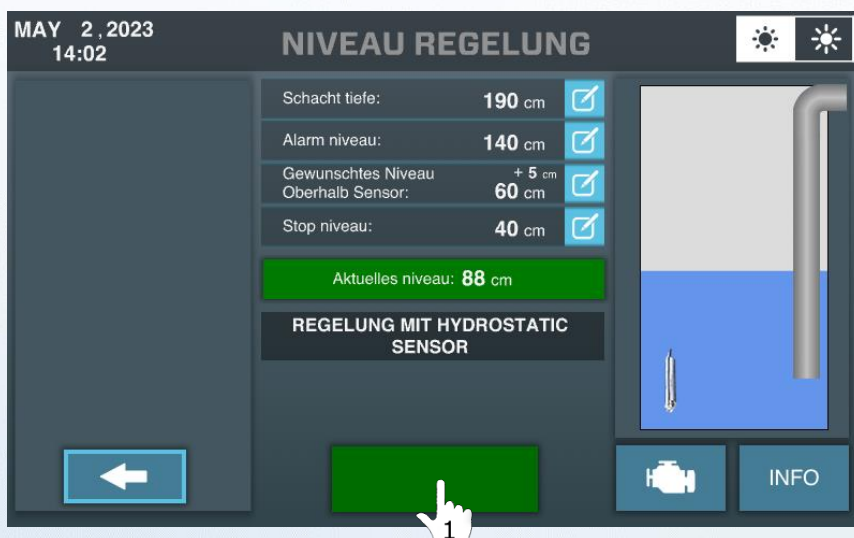 MAY 2,2023
14:02
NIVEAU REGELUNG
Schacht tiefe: 190 cm
Alarm niveau: 140 cm
Gewunschtes Niveau + 5 cm
Oberhalb Sensor: 60 cm
Stop niveau: 40 cm
Aktuelles niveau: 88 cm
REGELUNG MIT HYDROSTATIC
SENSOR
INFO
1